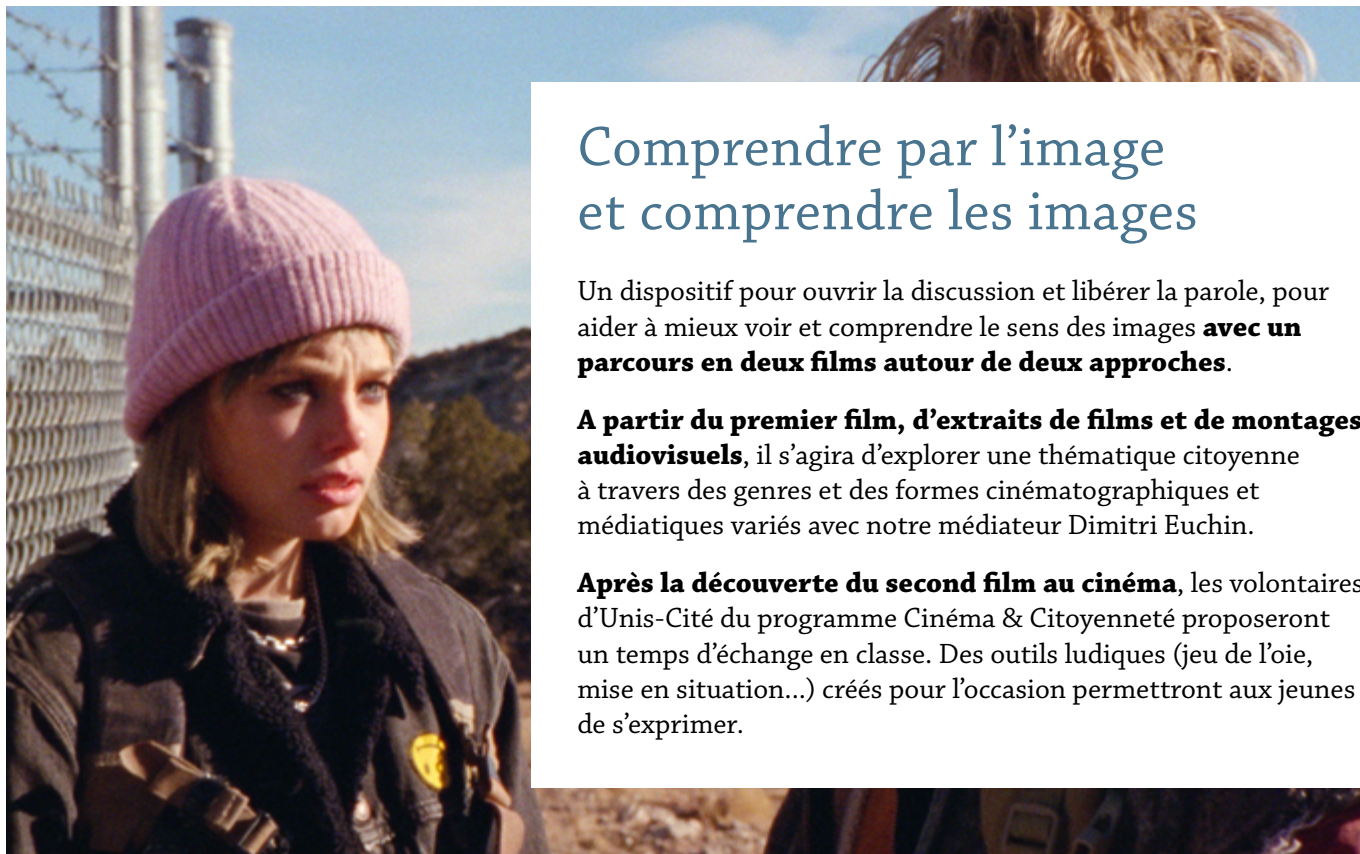 Comprendre par l’image
et comprendre les images
Un dispositif pour ouvrir la discussion et libérer la parole, pour
aider à mieux voir et comprendre le sens des images avec un
parcours en deux films autour de deux approches.
A partir du premier film, d’extraits de films et de montages
audiovisuels, il s’agira d’explorer une thématique citoyenne
à travers des genres et des formes cinématographiques et
médiatiques variés avec notre médiateur Dimitri Euchin.
Après la découverte du second film au cinéma, les volontaires
d’Unis-Cité du programme Cinéma & Citoyenneté proposeront
un temps d’échange en classe. Des outils ludiques (jeu de l’oie,
mise en situation...) créés pour l’occasion permettront aux jeunes
de s’exprimer.